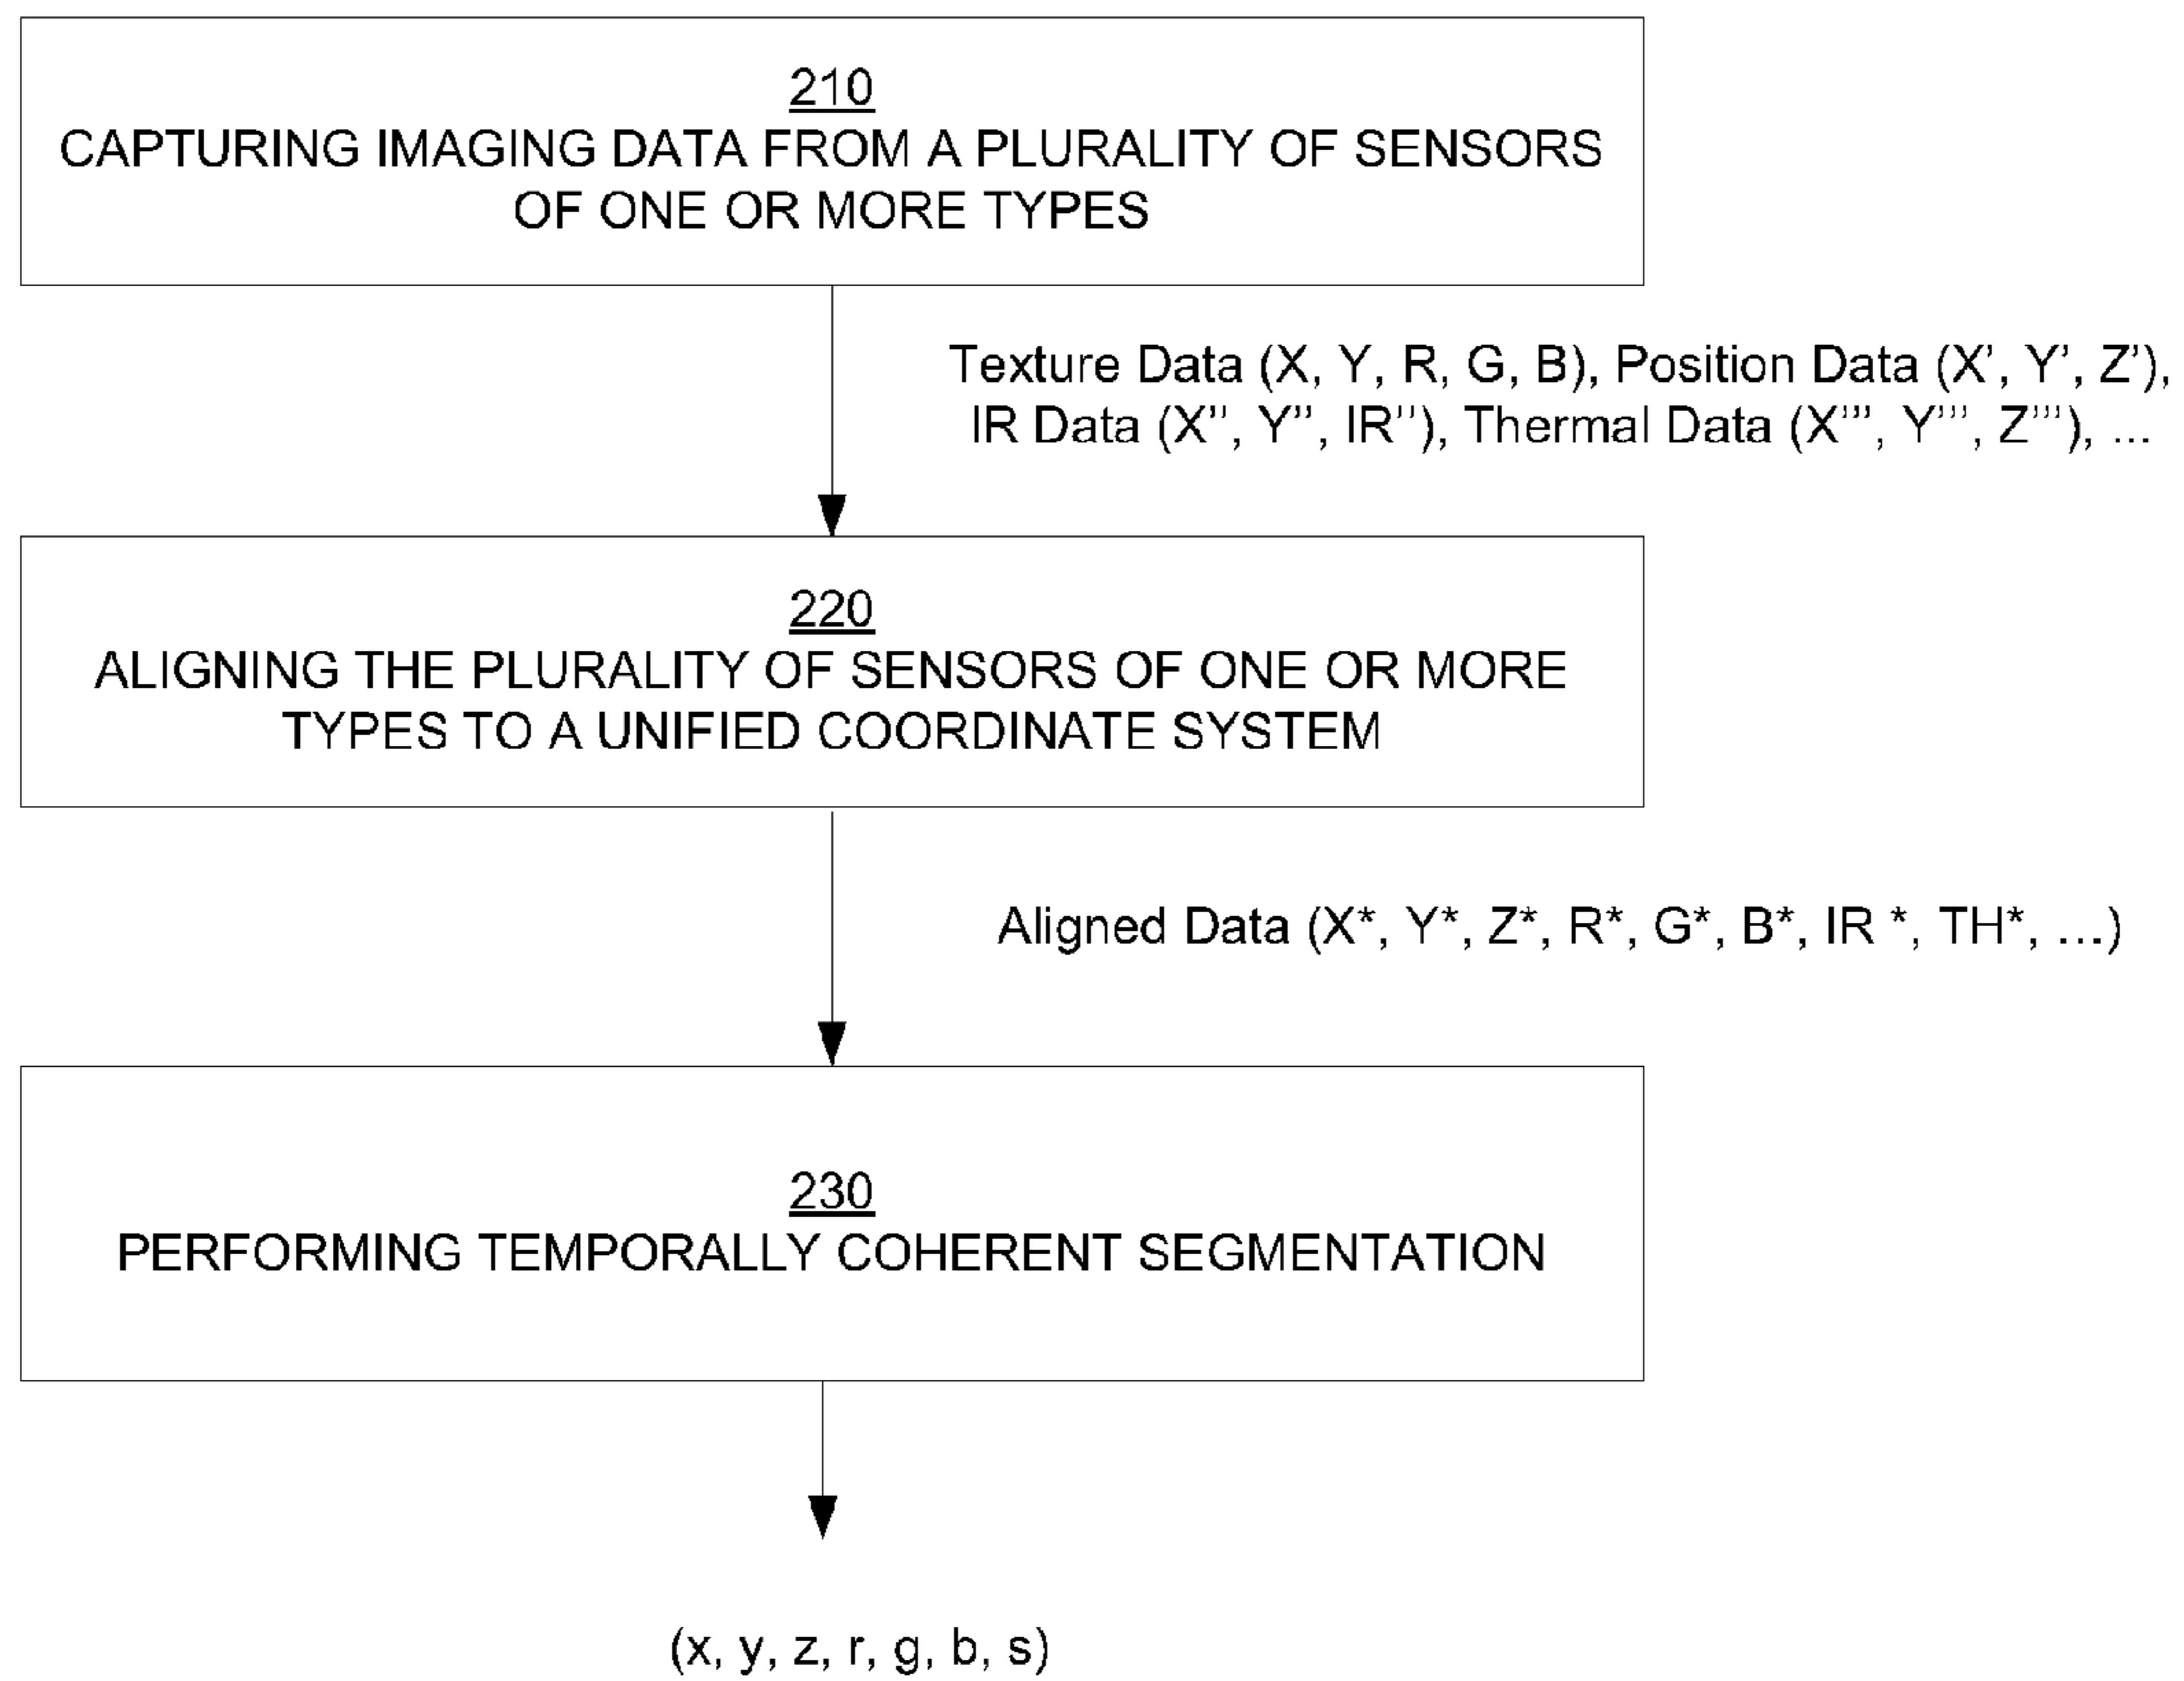 210
CAPTURING IMAGING DATA FROM A PLURALITY OF SENSORS
OF ONE OR MORE TYPES
Texture Data (X, Y, R, G, B), Position Data (X’, Y’, Z’),
IR Data (X’’, Y’’, IR’’), Thermal Data (X’’’, Y’’’, Z’’’), ...
220
ALIGNING THE PLURALITY OF SENSORS OF ONE OR MORE
TYPES TO A UNIFIED COORDINATE SYSTEM
Aligned Data (X*, Y*, Z*, R*, G*, B*, IR *, TH*, ...)
230
PERFORMING TEMPORALLY COHERENT SEGMENTATION
(x, y, z, r, g, b, s)